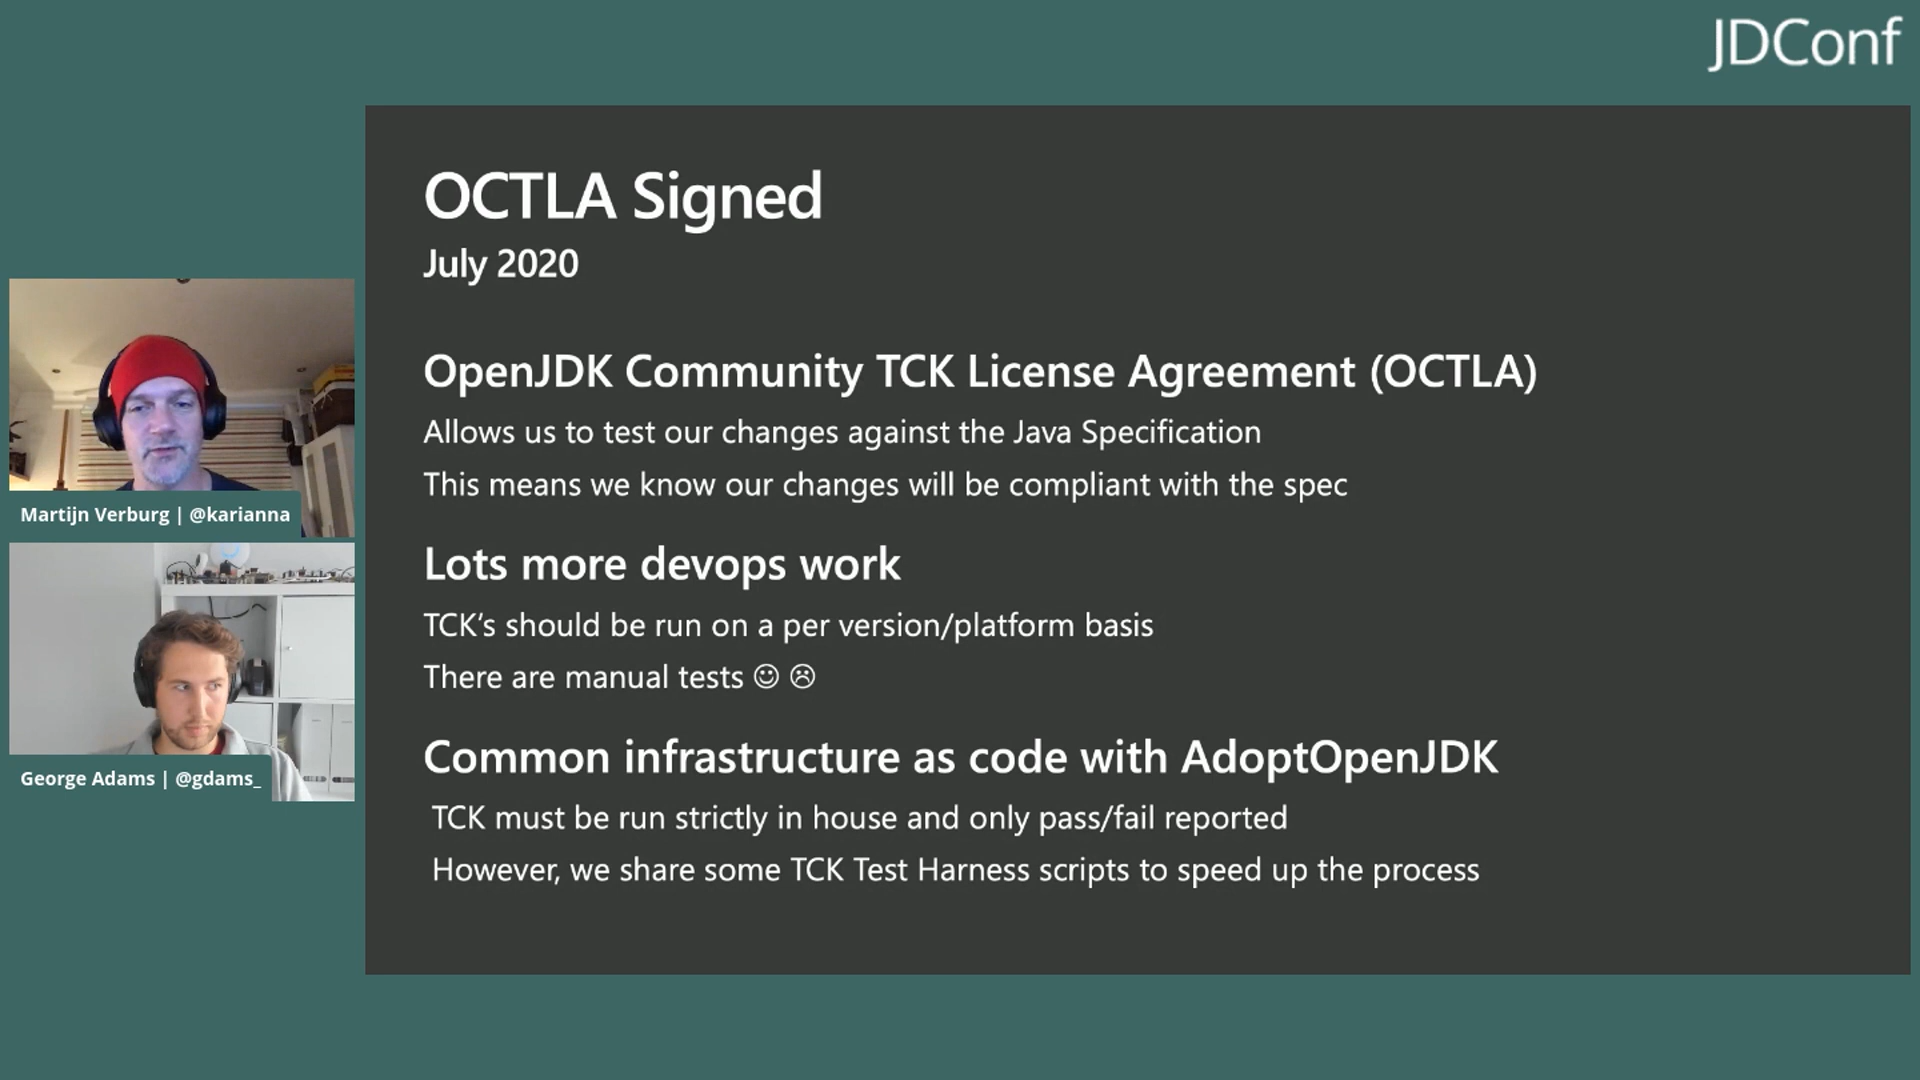 JDConf
OCTLA Signed
July 2020
OpenJDK Community TCK License Agreement (OCTLA)
Allows us to test our changes against the Java Specification
This means we know our changes will be compliant with the spec
Lots more devops work
TCK's should be run on a per version/platform basis
There are manual tests ☺ ☹
Common infrastructure as code with AdoptOpenJDK
TCK must be run strictly in house and only pass/fail reported
However, we share some TCK Test Harness scripts to speed up the process
Martijn Verburg | @karianna
George Adams | @gdams_